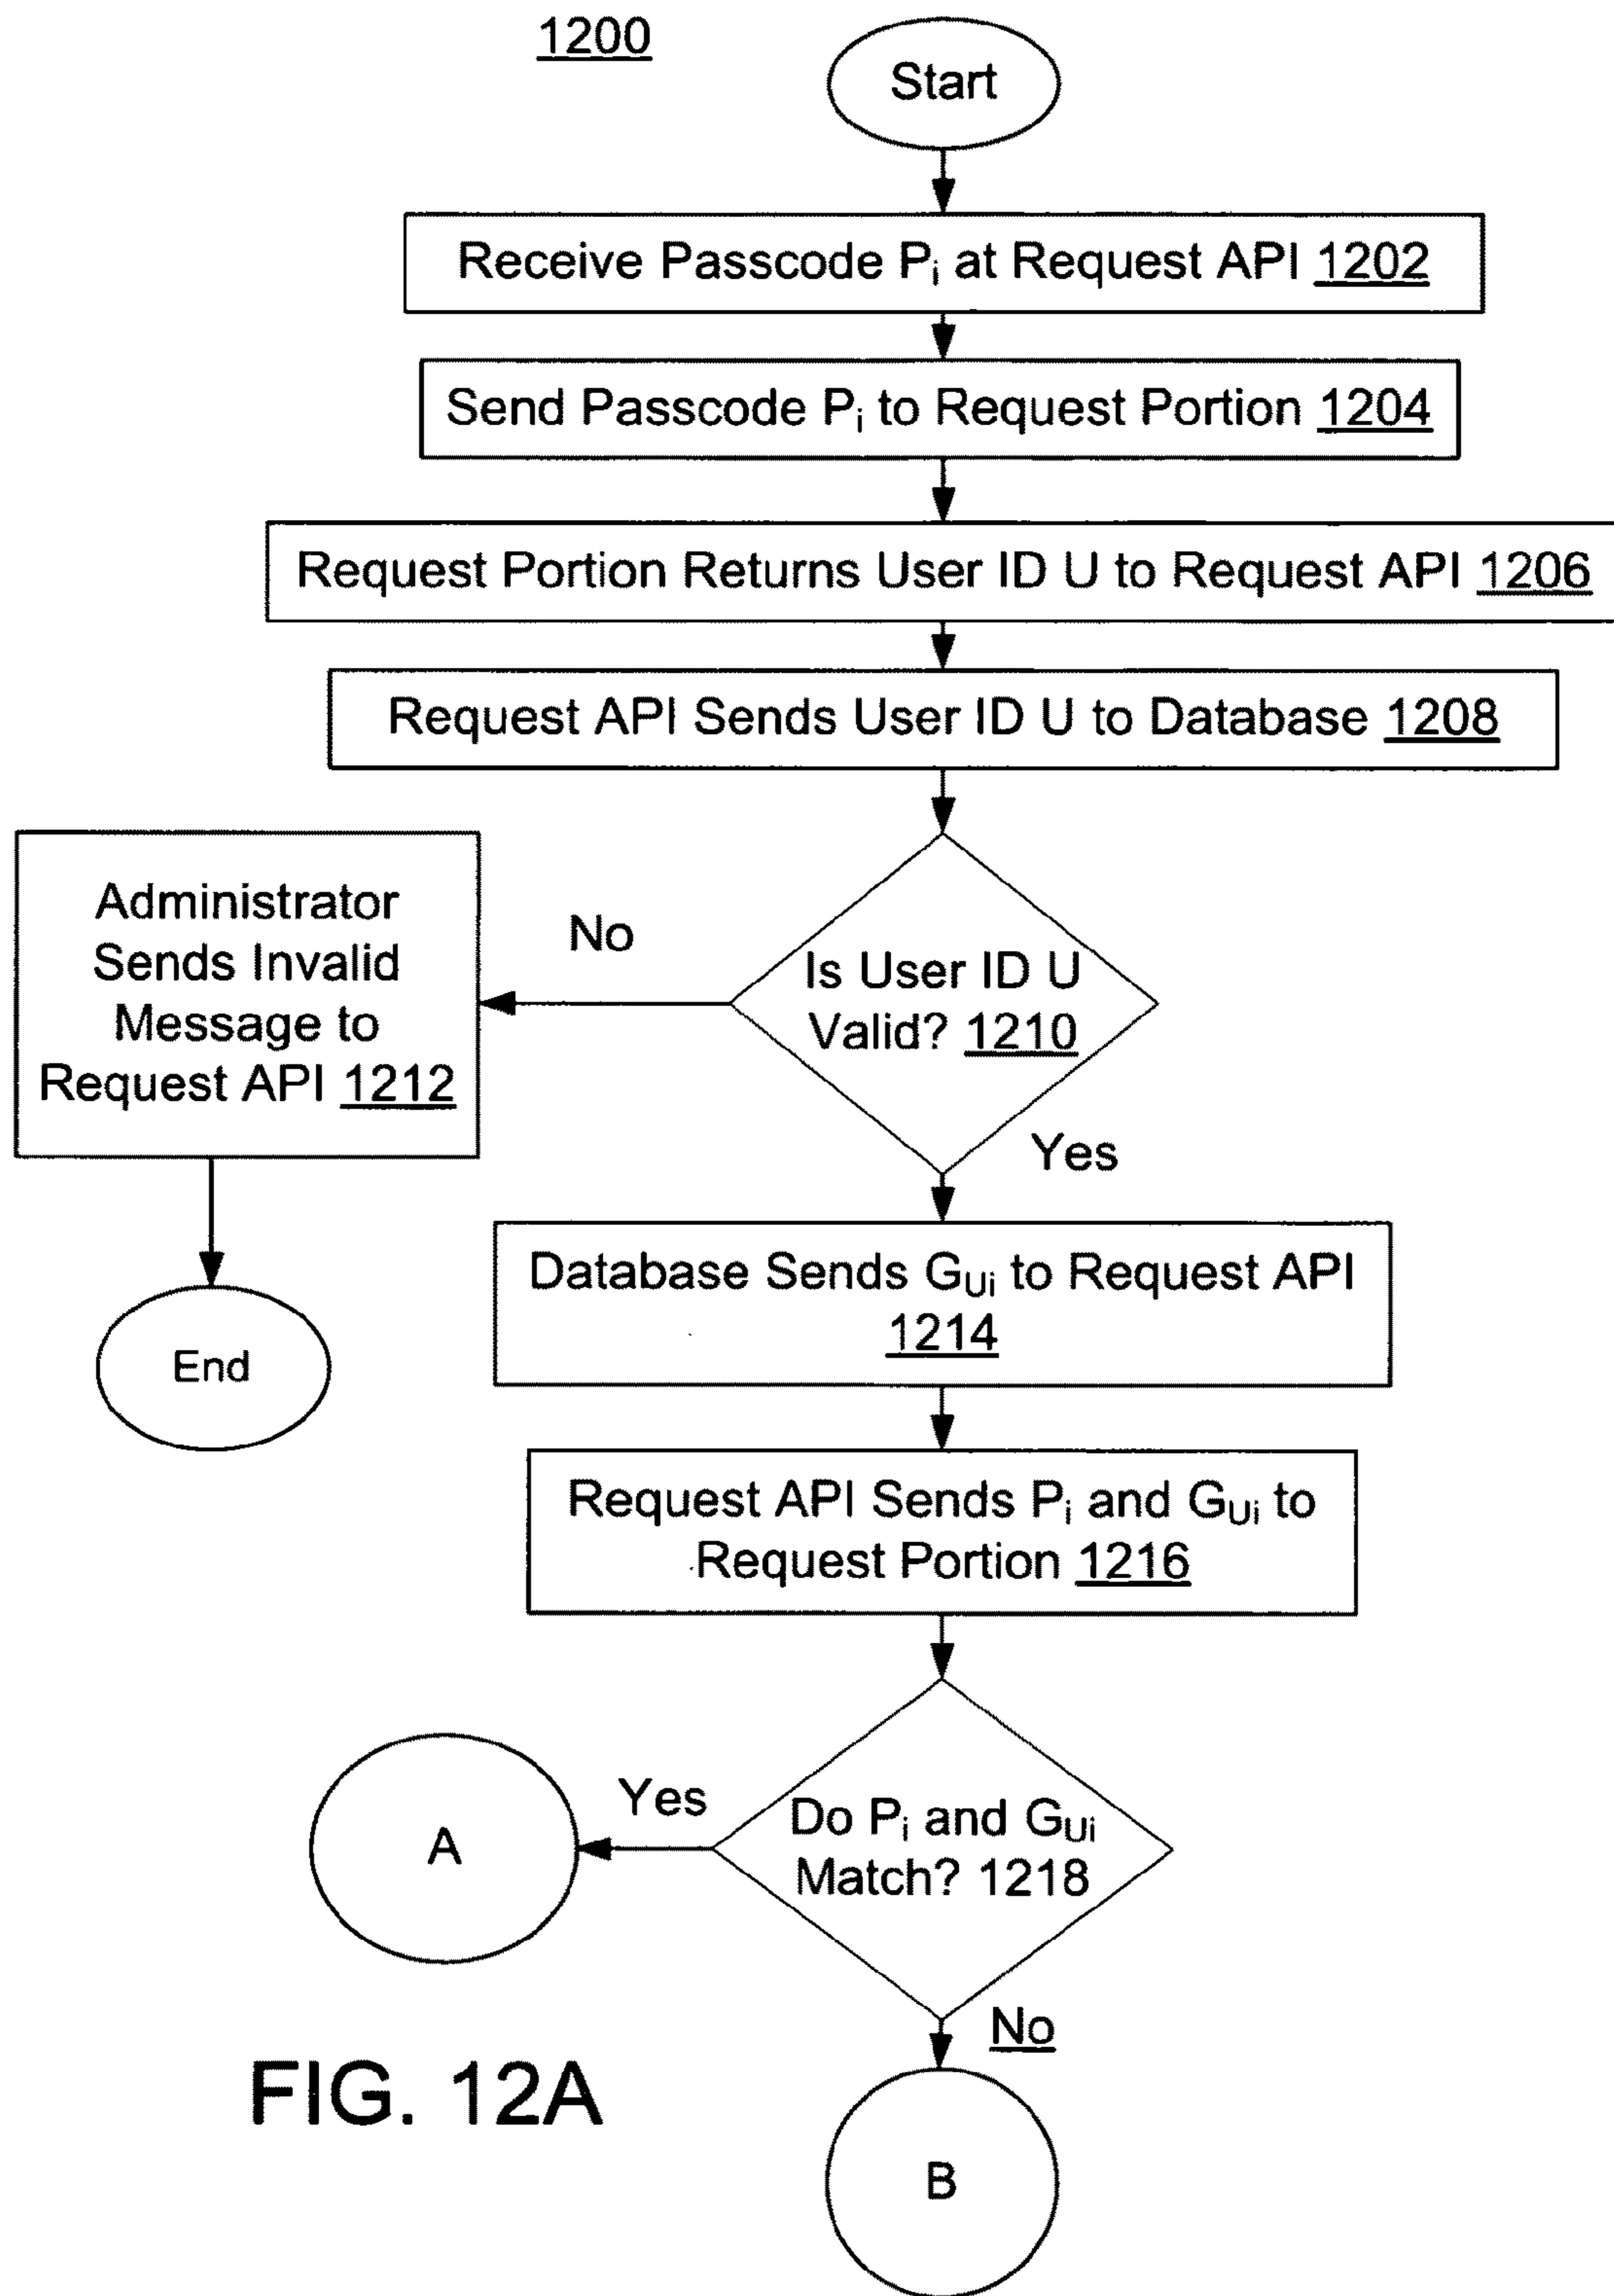 1200
Start
Receive Passcode Pi at Request API 1202
Send Passcode Pi to Request Portion 1204
Request Portion Returns User ID U to Request API 1206
Request API Sends User ID U to Database 1208
Administrator
Sends Invalid
Message to
Request API 1212
No
Is User ID U
Valid? 1210
Yes
End
Database Sends GUi to Request API
1214
Request API Sends Pi and GUi to
Request Portion 1216
A
Yes
Do Pi and GUi
Match? 1218
No
B
FIG. 12A